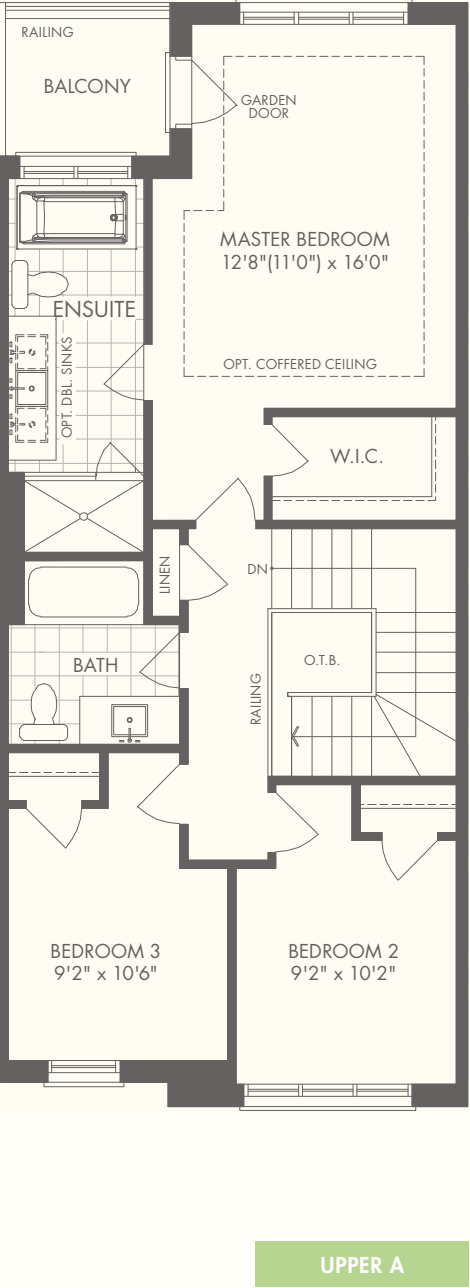 RAILING
BALCONY
GARDEN
DOOR
MASTER BEDROOM
12'8"(11'0") x 16'0"
ENSUITE
OPT. DBL. SINKS
OPT. COFFERED CEILING
W.I.C.
LINEN
DN
O.T.B.
BATH
RAILING
BEDROOM 3
9'2" x 10'6"
BEDROOM 2
9'2" x 10'2"
UPPER A